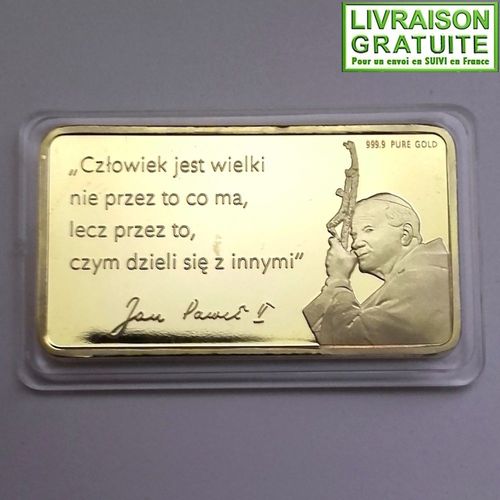 LIVRAISON
GRATUITE
Pour un envoi en SUIVI en France
999.9 PURE GOLD
„Człowiek jest wielki
nie przez to co ma,
lecz przez to,
czym dzieli się z innymi”
Jan Paweł II